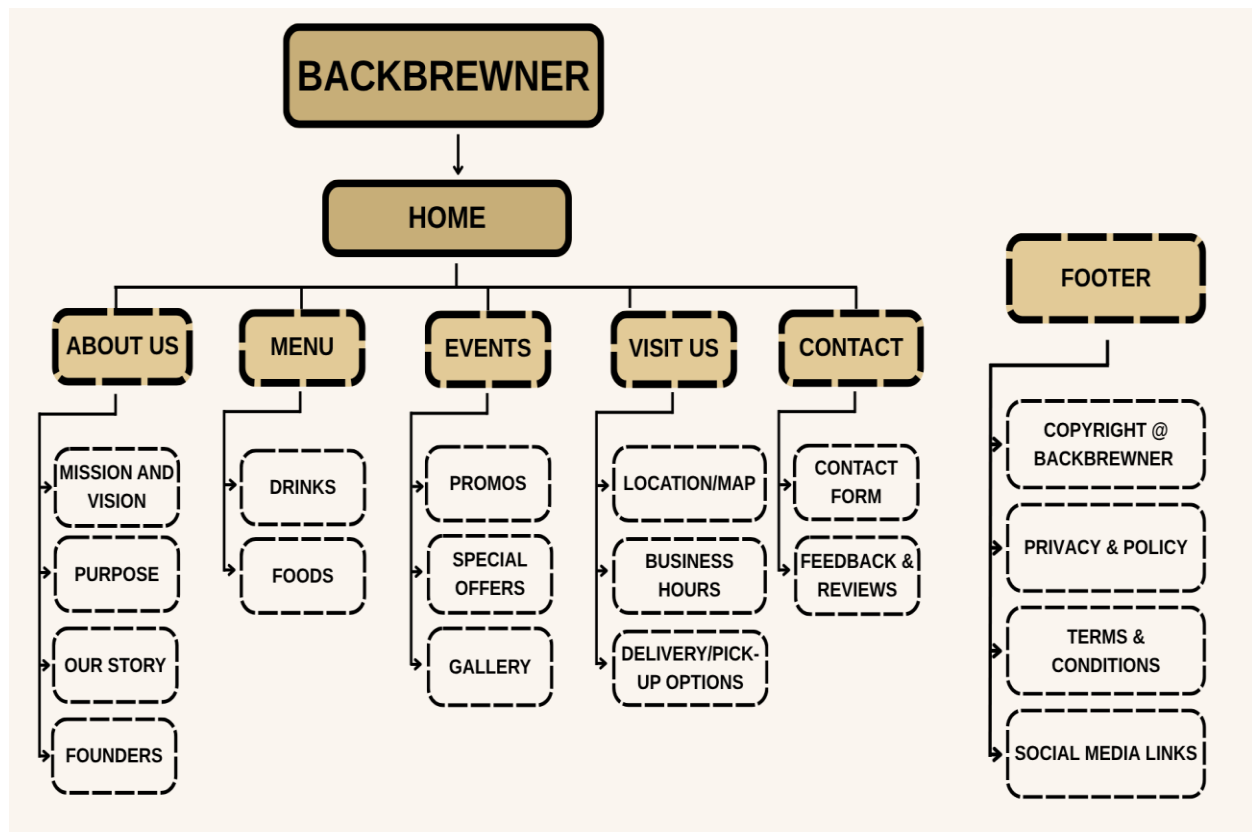 BACKBREWNER
HOME
FOOTER
ABOUT US
MENU
EVENTS
VISIT US
CONTACT
MISSION AND
VISION
PURPOSE
OUR STORY
FOUNDERS
DRINKS
FOODS
PROMOS
SPECIAL
OFFERS
GALLERY
LOCATION/MAP
BUSINESS
HOURS
DELIVERY/PICK-
UP OPTIONS
CONTACT
FORM
FEEDBACK &
REVIEWS
COPYRIGHT @
BACKBREWNER
PRIVACY & POLICY
TERMS &
CONDITIONS
SOCIAL MEDIA LINKS